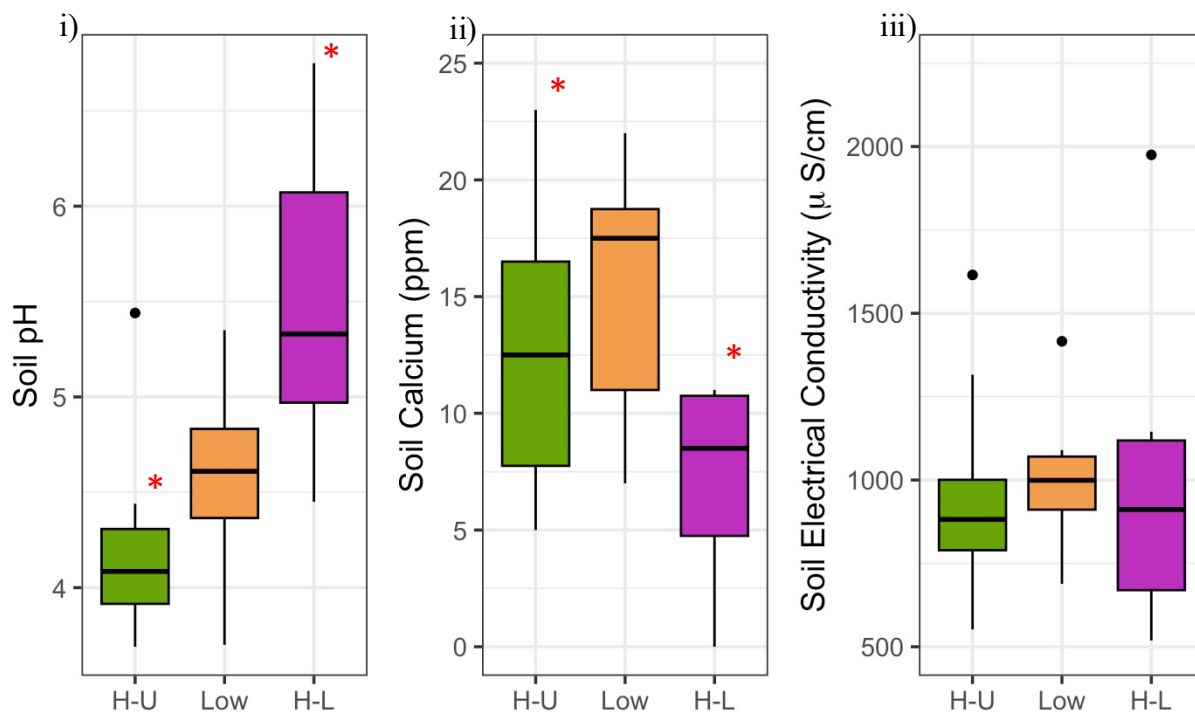 i)
Soil pH
6
5
4
*
*
H-U Low H-L
ii)
Soil Calcium (ppm)
25
20
15
10
5
0
*
*
H-U Low H-L
iii)
Soil Electrical Conductivity (μ S/cm)
2000
1500
1000
500
H-U Low H-L